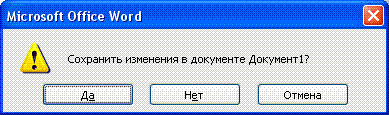 Microsoft Office Word
Сохранить изменения в документе Документ1?
Да Нет Отмена